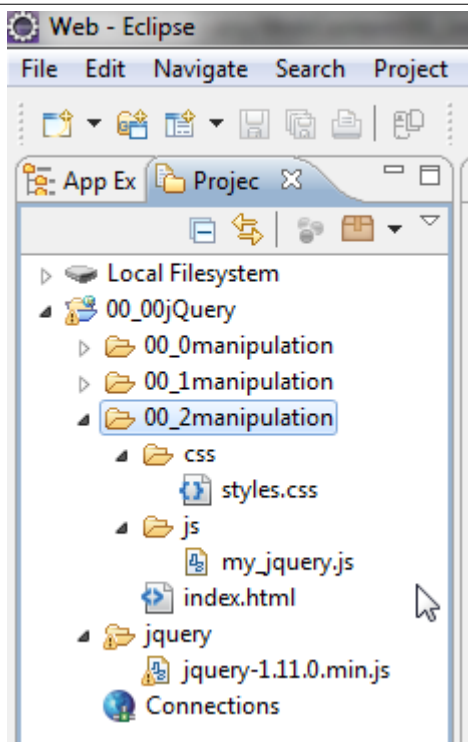 Web - Eclipse
File Edit Navigate Search Project
App Ex Projec
Local Filesystem
00_00jQuery
00_0manipulation
00_1manipulation
00_2manipulation
css
styles.css
js
my_jquery.js
index.html
jquery
jquery-1.11.0.min.js
Connections